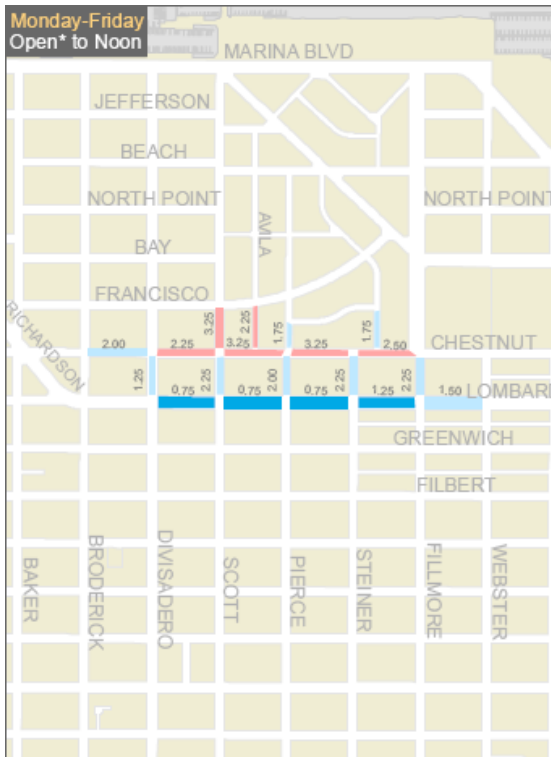 Monday-Friday
Open* to Noon
MARINA BLVD
JEFFERSON
BEACH
NORTH POINT
NORTH POINT
AVILA
BAY
FRANCISCO
RICHARDSON
3.25
2.25
1.75
1.75
2.00
2.25
3.25
3.25
2.50
CHESTNUT
1.25
2.25
2.00
2.25
2.25
0.75
0.75
0.75
1.25
1.50
LOMBARD
GREENWICH
FILBERT
BAKER
BRODERICK
DIVISADERO
SCOTT
PIERCE
STEINER
FILLMORE
WEBSTER